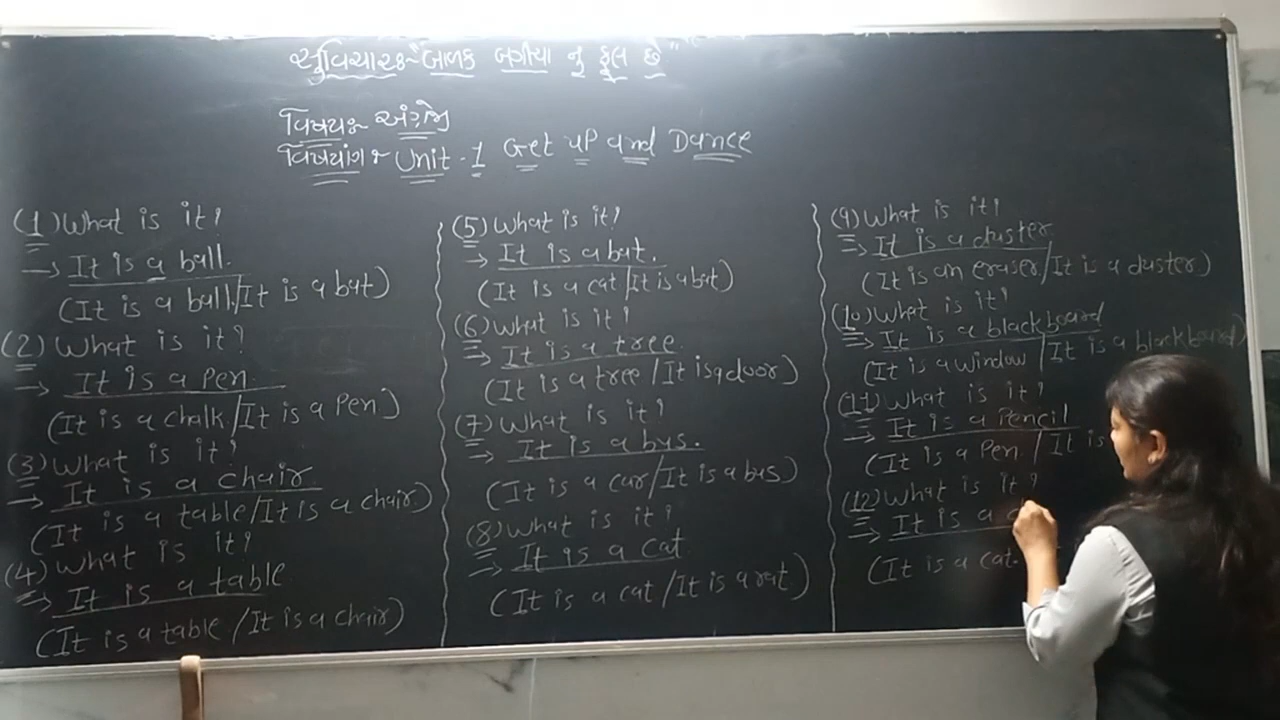 સુવિચારઃ- "બાળક બગીચા નુ ફૂલ છે"
વિષયઃ- અંગ્રેજી
વિષયાંગઃ- Unit-1 Get up and Dance
(1) What is it?
→ It is a ball.
(It is a ball./It is a bat)
(2) What is it?
→ It is a Pen.
(It is a chalk./It is a Pen)
(3) What is it?
→ It is a chair.
(It is a table/It is a chair)
(4) What is it?
→ It is a table
(It is a table/It is a chair)
(5) What is it?
→ It is a bat.
(It is a cat/It is a bat)
(6) What is it?
→ It is a tree.
(It is a tree/It is a door)
(7) What is it?
→ It is a bus.
(It is a car/It is a bus)
(8) What is it?
→ It is a cat.
(It is a cat/It is a rat.)
(9) What is it?
→ It is a duster
(It is an eraser./It is a duster)
(10) What is it?
→ It is a blackboard
(It is a window/It is a blackboard)
(11) What is it?
→ It is a Pencil
(It is a Pen./It is
(12) What is it?
→ It is a
(It is a cat.